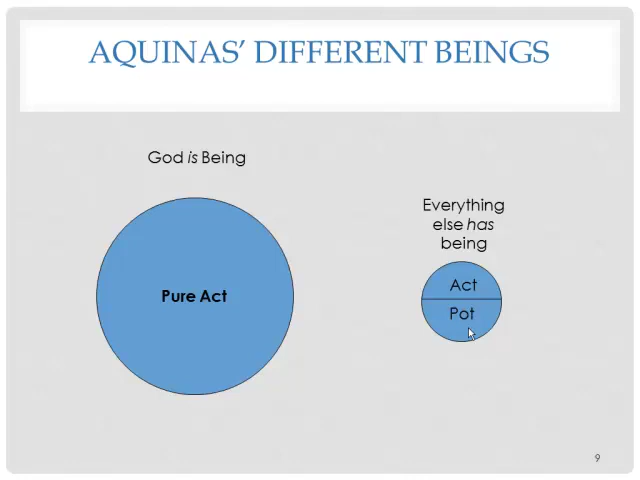 AQUINAS’ DIFFERENT BEINGS
God is Being
Everything
else has
being
Pure Act
Act
Pot
9